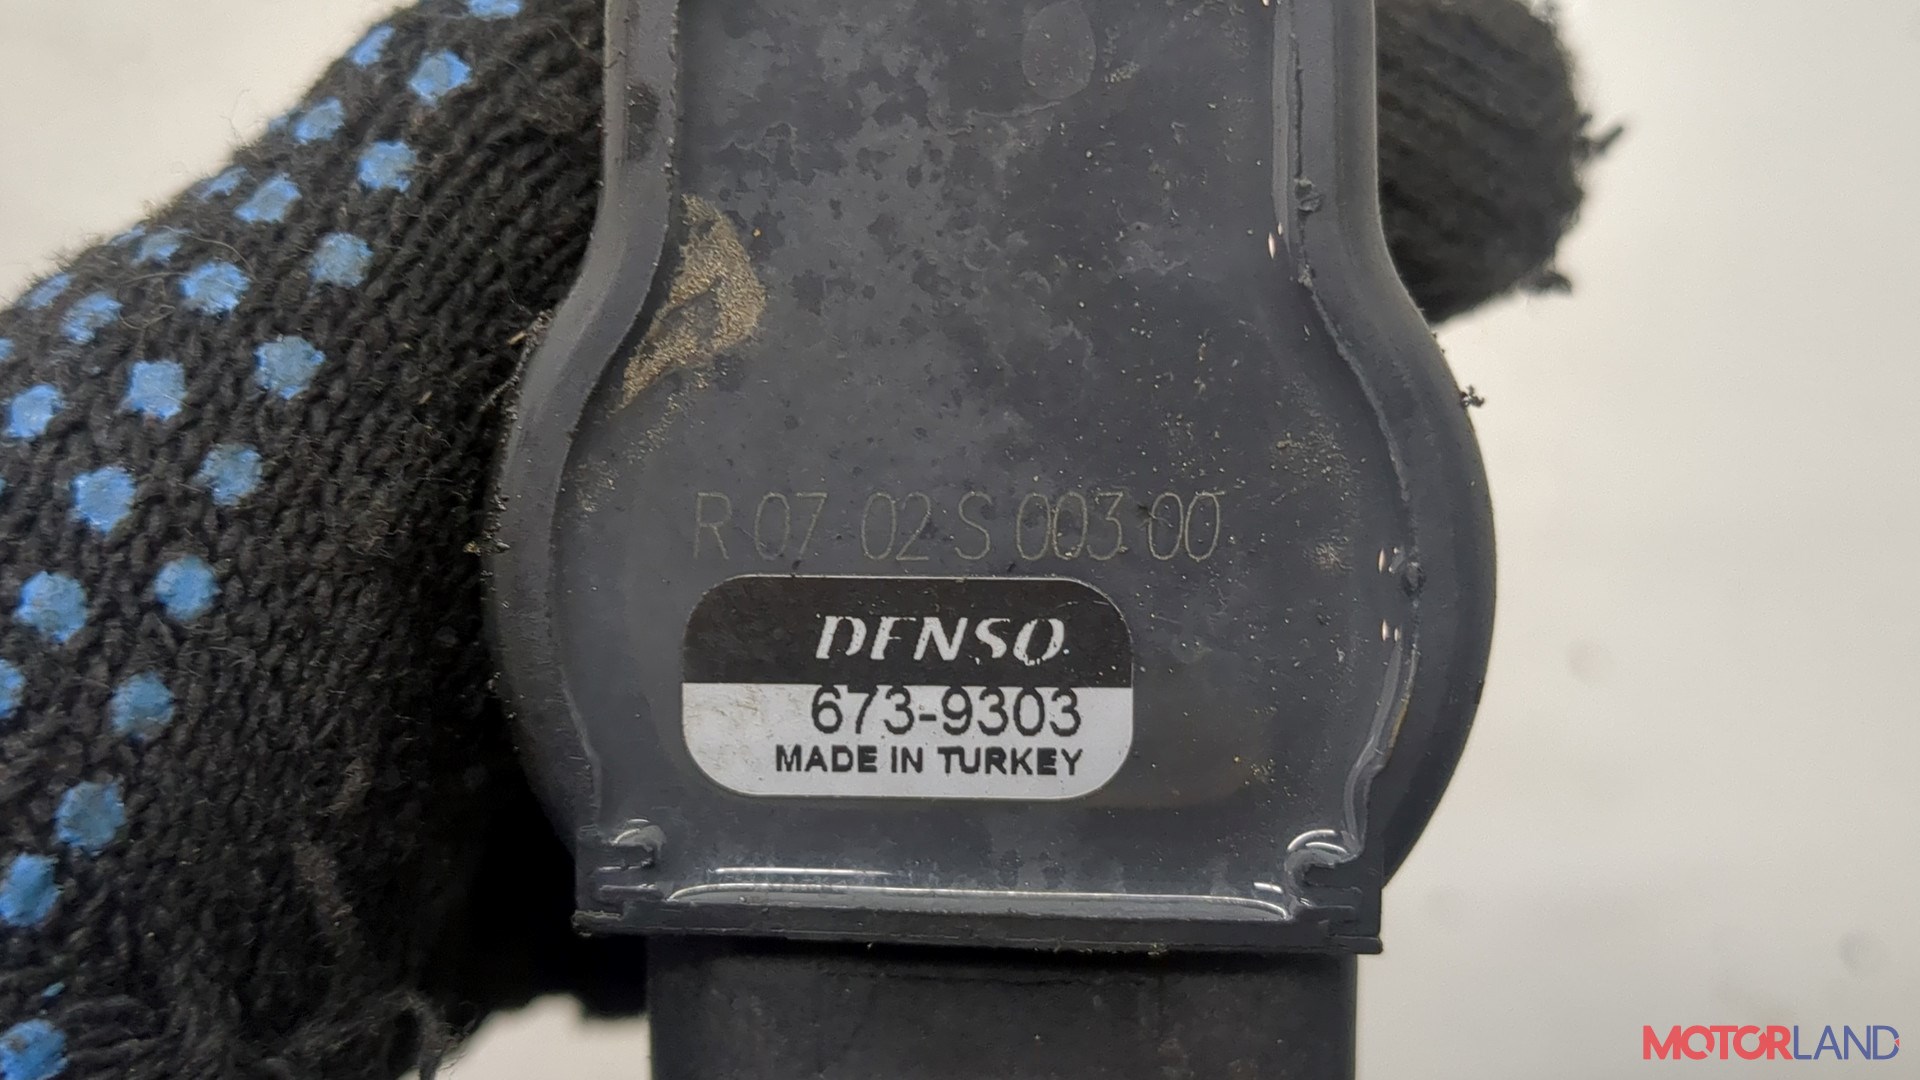 R 07 02 S 003 00
DENSO
673-9303
MADE IN TURKEY
MOTORLAND